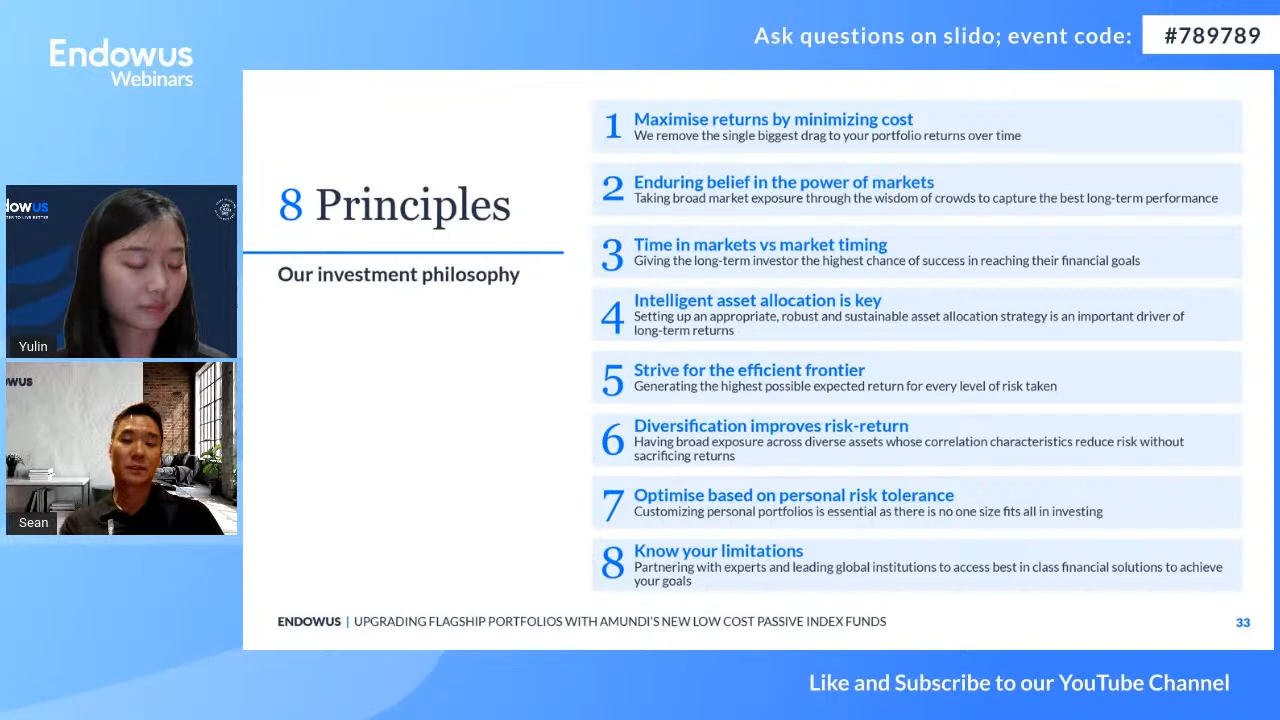 Endowus
Webinars
Ask questions on slido; event code:
#789789
8 Principles
Our investment philosophy
1
Maximise returns by minimizing cost
We remove the single biggest drag to your portfolio returns over time
2
Enduring belief in the power of markets
Taking broad market exposure through the wisdom of crowds to capture the best long-term performance
3
Time in markets vs market timing
Giving the long-term investor the highest chance of success in reaching their financial goals
4
Intelligent asset allocation is key
Setting up an appropriate, robust and sustainable asset allocation strategy is an important driver of
long-term returns
5
Strive for the efficient frontier
Generating the highest possible expected return for every level of risk taken
6
Diversification improves risk-return
Having broad exposure across diverse assets whose correlation characteristics reduce risk without
sacrificing returns
7
Optimise based on personal risk tolerance
Customizing personal portfolios is essential as there is no one size fits all in investing
8
Know your limitations
Partnering with experts and leading global institutions to access best in class financial solutions to achieve
your goals
dowus
Yulin
owus
Sean
ENDOWUS | UPGRADING FLAGSHIP PORTFOLIOS WITH AMUNDI'S NEW LOW COST PASSIVE INDEX FUNDS
33
Like and Subscribe to our YouTube Channel